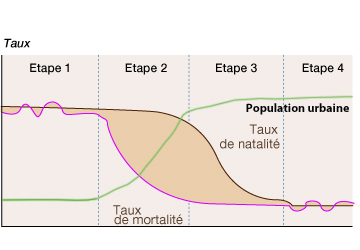 Taux
Etape 1
Etape 2
Etape 3
Etape 4
Population urbaine
Taux
de natalité
Taux
de mortalité